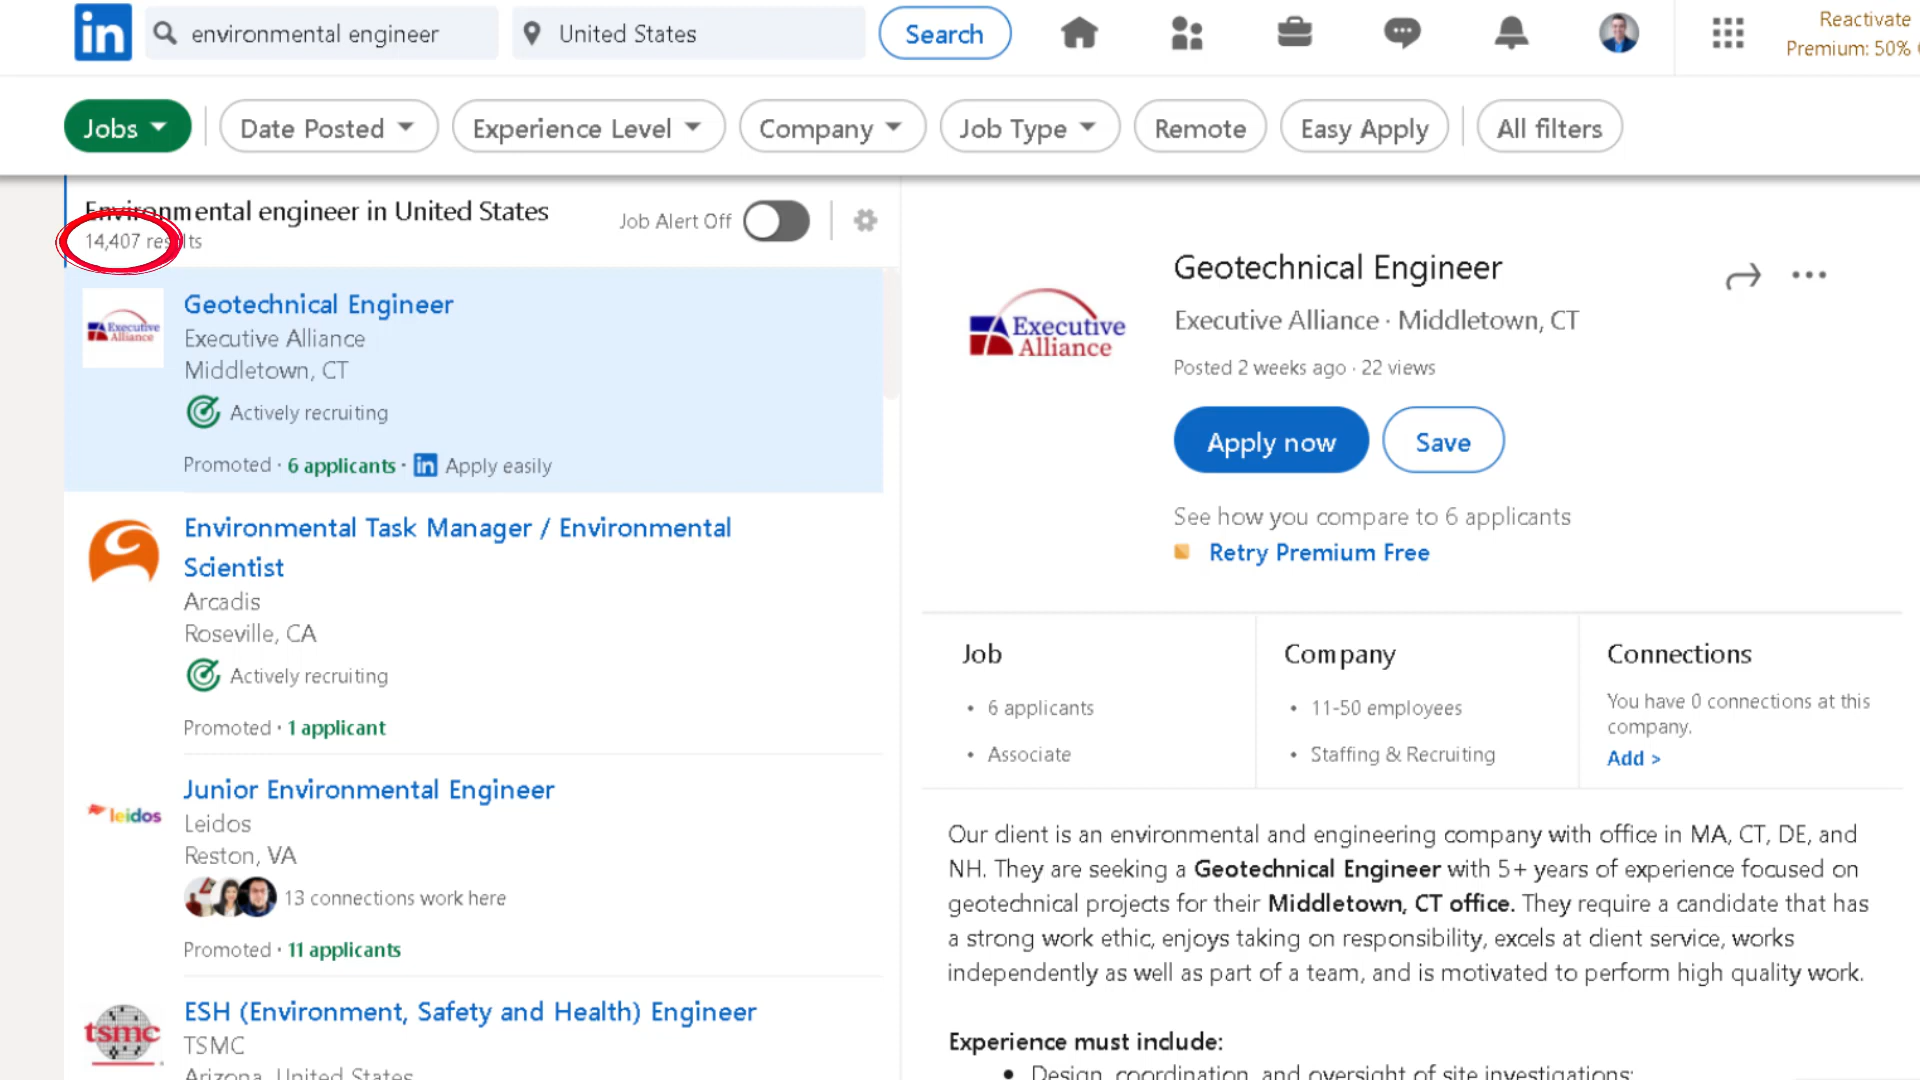 in environmental engineer United States Search
Reactivate
Premium: 50%
Jobs Date Posted Experience Level Company Job Type Remote Easy Apply All filters
Environmental engineer in United States
14,407 results
Job Alert Off
Executive
Alliance
Geotechnical Engineer
Executive Alliance
Middletown, CT
Actively recruiting
Promoted · 6 applicants · in Apply easily
Environmental Task Manager / Environmental
Scientist
Arcadis
Roseville, CA
Actively recruiting
Promoted · 1 applicant
leidos
Junior Environmental Engineer
Leidos
Reston, VA
13 connections work here
Promoted · 11 applicants
tsmc
ESH (Environment, Safety and Health) Engineer
TSMC
Arizona, United States
Executive
Alliance
Geotechnical Engineer
Executive Alliance · Middletown, CT
Posted 2 weeks ago · 22 views
Apply now Save
See how you compare to 6 applicants
Retry Premium Free
Job
• 6 applicants
• Associate
Company
• 11-50 employees
• Staffing & Recruiting
Connections
You have 0 connections at this
company.
Add >
Our client is an environmental and engineering company with office in MA, CT, DE, and
NH. They are seeking a Geotechnical Engineer with 5+ years of experience focused on
geotechnical projects for their Middletown, CT office. They require a candidate that has
a strong work ethic, enjoys taking on responsibility, excels at client service, works
independently as well as part of a team, and is motivated to perform high quality work.
Experience must include:
• Design, coordination, and oversight of site investigations;